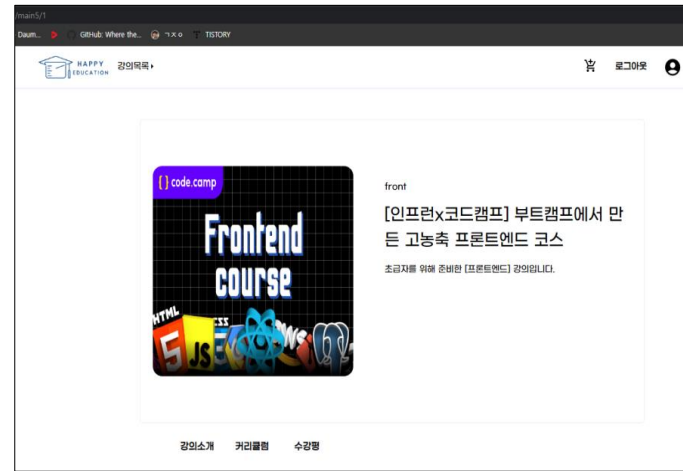 /main5/1
Daum...
GitHub: Where the...
ㄱㅈㅇ
TISTORY
HAPPY
EDUCATION
강의목록
로그아웃
{ } code.camp
Frontend
course
HTML
5
JS
CSS
front
[인프런x코드캠프] 부트캠프에서 만
든 고농축 프론트엔드 코스
초급자를 위해 준비한 [프론트엔드] 강의입니다.
강의소개 커리큘럼 수강평